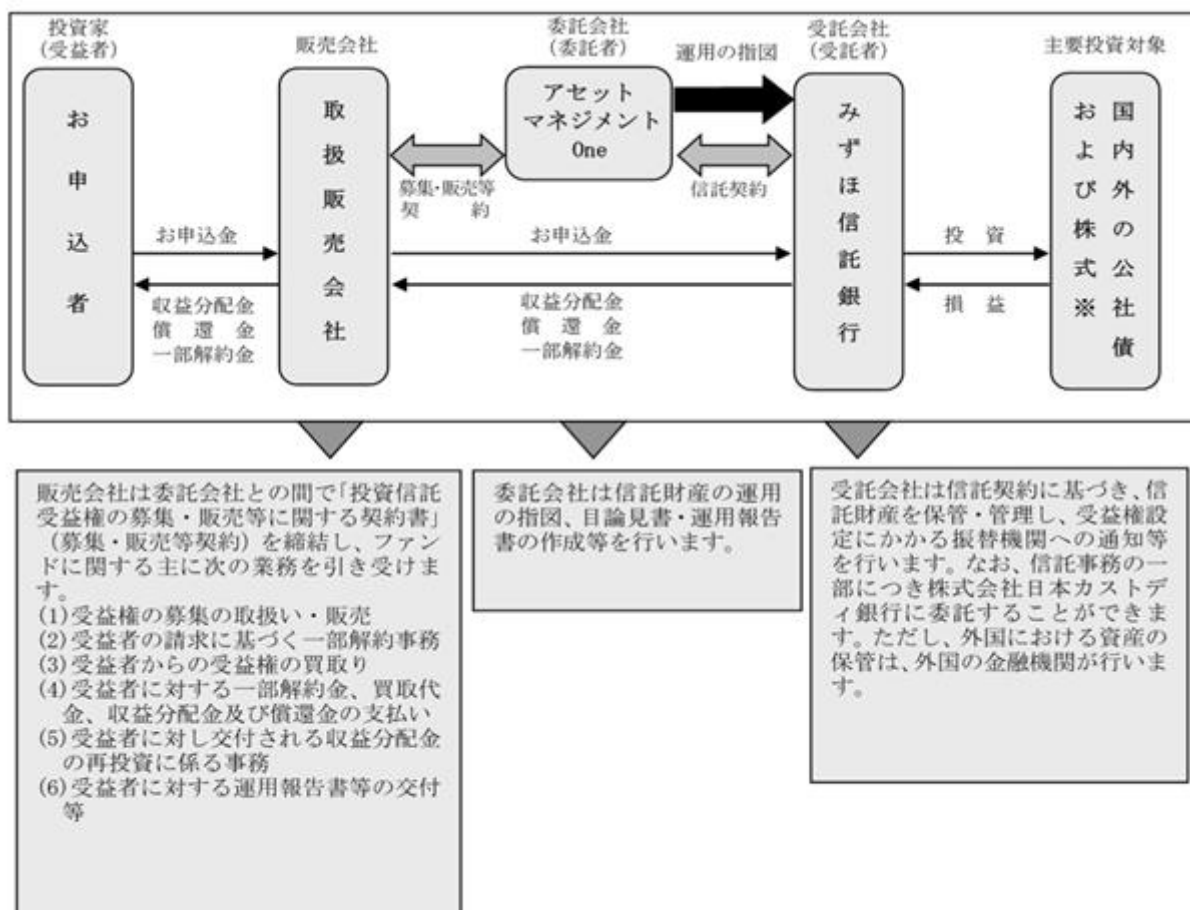 投資家
(受益者)
お申込者
販売会社
取扱販売会社
委託会社
(委託者)
アセット
マネジメント
One
運用の指図
受託会社
(受託者)
みずほ信託銀行
主要投資対象
国内外の公社債
および株式※
募集・販売等
契約
信託契約
お申込金
収益分配金
償還金
一部解約金
お申込金
収益分配金
償還金
一部解約金
投資
損益
販売会社は委託会社との間で「投資信託
受益権の募集・販売等に関する契約書」
（募集・販売等契約）を締結し、ファン
ドに関する主に次の業務を引き受けま
す。
(1)受益権の募集の取扱い・販売
(2)受益者の請求に基づく一部解約事務
(3)受益者からの受益権の買取り
(4)受益者に対する一部解約金、買取代
金、収益分配金及び償還金の支払い
(5)受益者に対し交付される収益分配金
の再投資に係る事務
(6)受益者に対する運用報告書等の交付
等
委託会社は信託財産の運用
の指図、目論見書・運用報告
書の作成等を行います。
受託会社は信託契約に基づき、信
託財産を保管・管理し、受益権設
定にかかる振替機関への通知等
を行います。なお、信託事務の一
部につき株式会社日本カストデ
ィ銀行に委託することができま
す。ただし、外国における資産の
保管は、外国の金融機関が行いま
す。